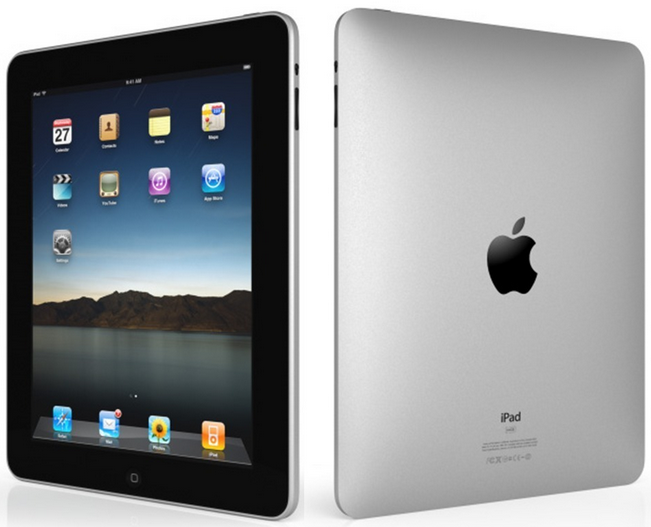 iPad
9:41 AM
27
Calendar
Contacts
Notes
Maps
Videos
YouTube
iTunes
App Store
Settings
Safari
Mail
Photos
iPod
iPad